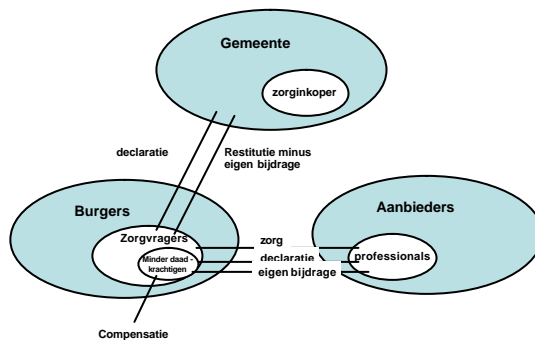 Gemeente
zorginkoper
declaratie
Restitutie minus
eigen bijdrage
Burgers
Aanbieders
Zorgvragers
Minder daad-
krachtigen
zorg
declaratie
eigen bijdrage
professionals
Compensatie